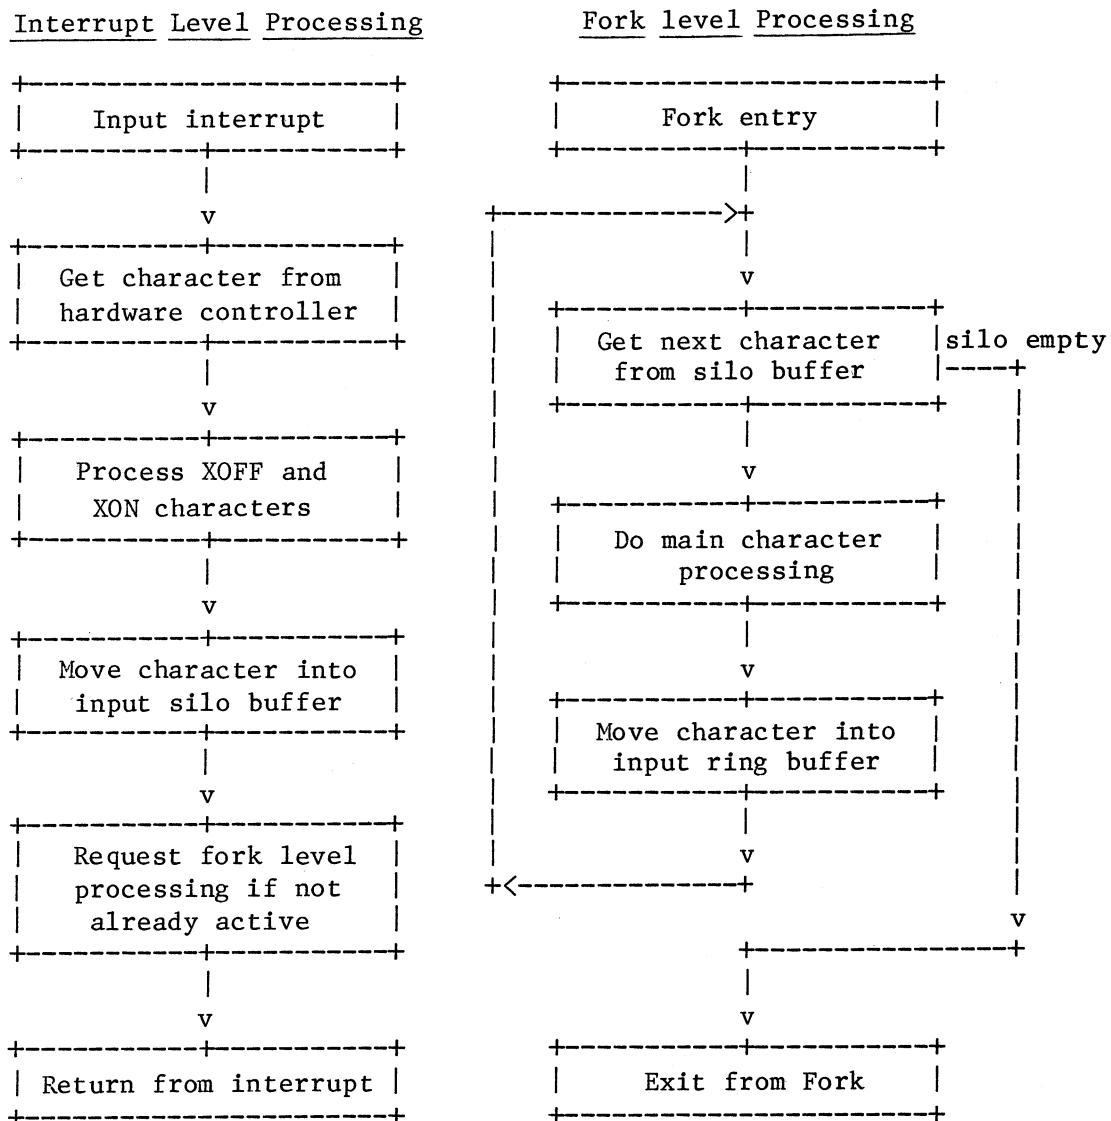 Interrupt Level Processing
Input interrupt
Get character from
hardware controller
Process XOFF and
XON characters
Move character into
input silo buffer
Request fork level
processing if not
already active
Return from interrupt
Fork level Processing
Fork entry
Get next character
from silo buffer
silo empty
Do main character
processing
Move character into
input ring buffer
Exit from Fork